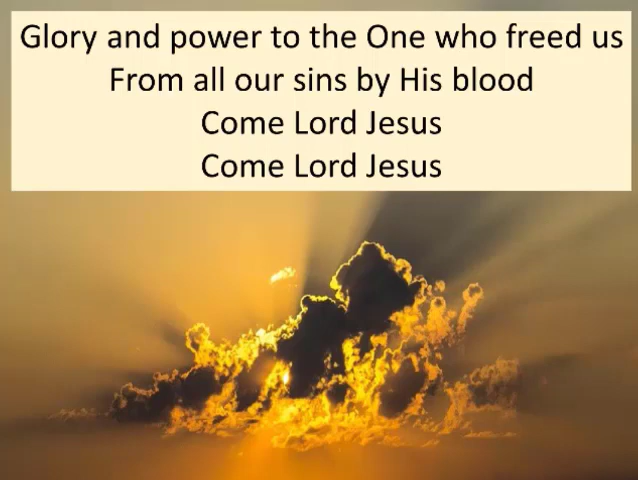 Glory and power to the One who freed us
From all our sins by His blood
Come Lord Jesus
Come Lord Jesus